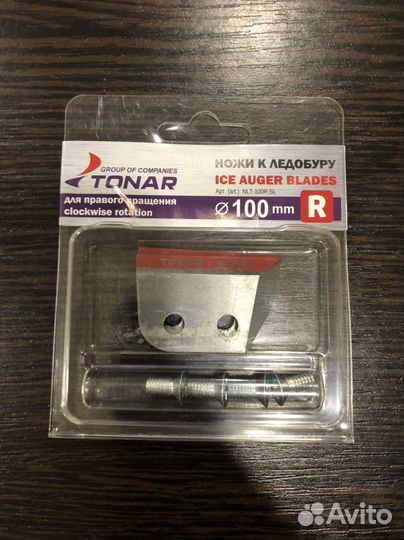 GROUP OF COMPANIES
TONAR
для правого вращения
clockwise rotation
НОЖИ К ЛЕДОБУРУ
ICE AUGER BLADES
Арт. (art.): NLT-100R.SL
⌀ 100 mm R
TONAR
Avito